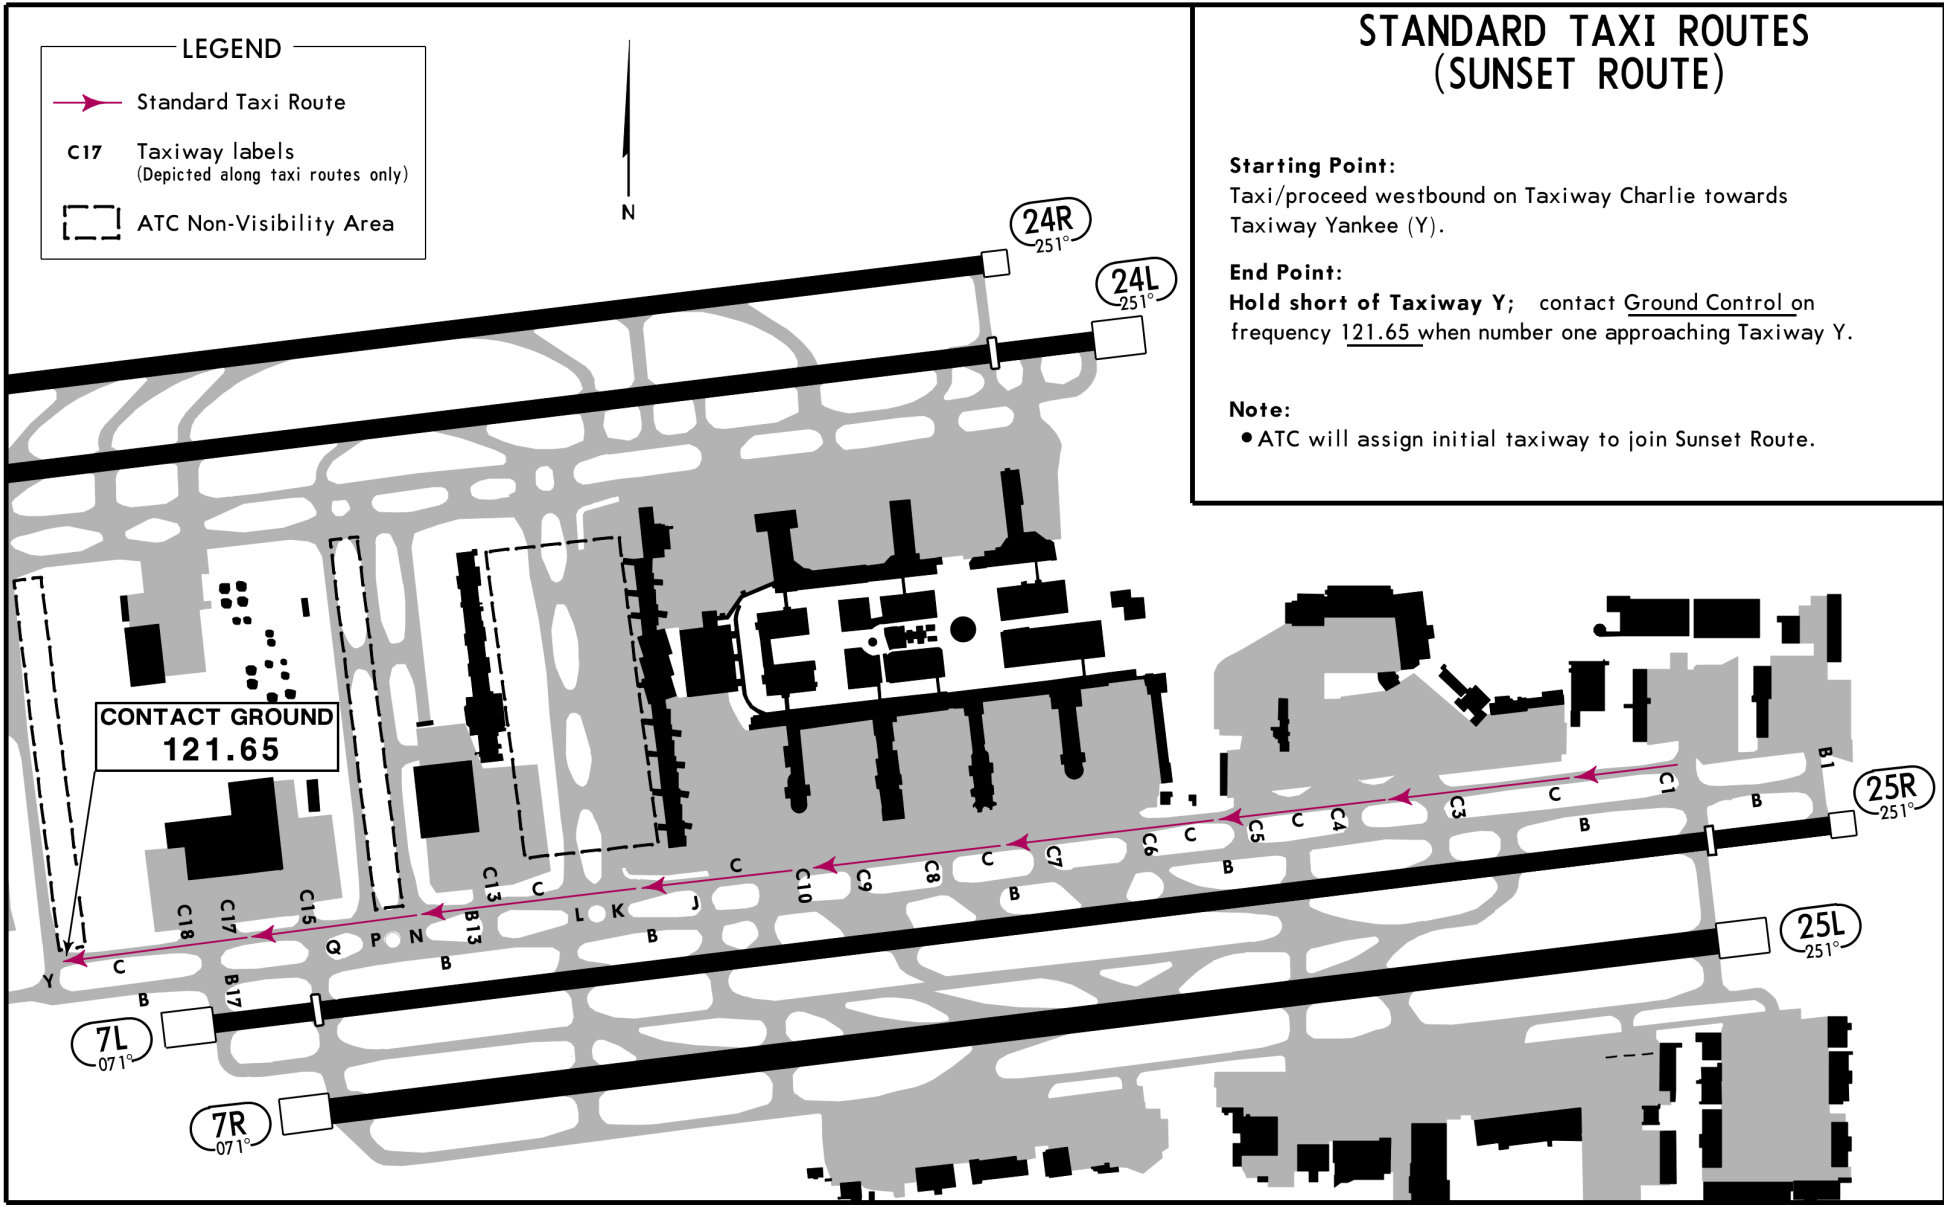 LEGEND
Standard Taxi Route
C17 Taxiway labels
(Depicted along taxi routes only)
ATC Non-Visibility Area
N
STANDARD TAXI ROUTES
(SUNSET ROUTE)
Starting Point:
Taxi/proceed westbound on Taxiway Charlie towards
Taxiway Yankee (Y).
End Point:
Hold short of Taxiway Y; contact Ground Control on
frequency 121.65 when number one approaching Taxiway Y.
Note:
● ATC will assign initial taxiway to join Sunset Route.
24R
251°
24L
251°
CONTACT GROUND
121.65
B1
25R
251°
C1
C
B
C3
C
B
C4
C
C5
B
C
C6
C7
C
B
C8
C9
C10
C
J
B
K
L
C
C13
B13
B
N
P
Q
C15
C17
B17
C18
C
B
Y
25L
251°
7L
071°
7R
071°